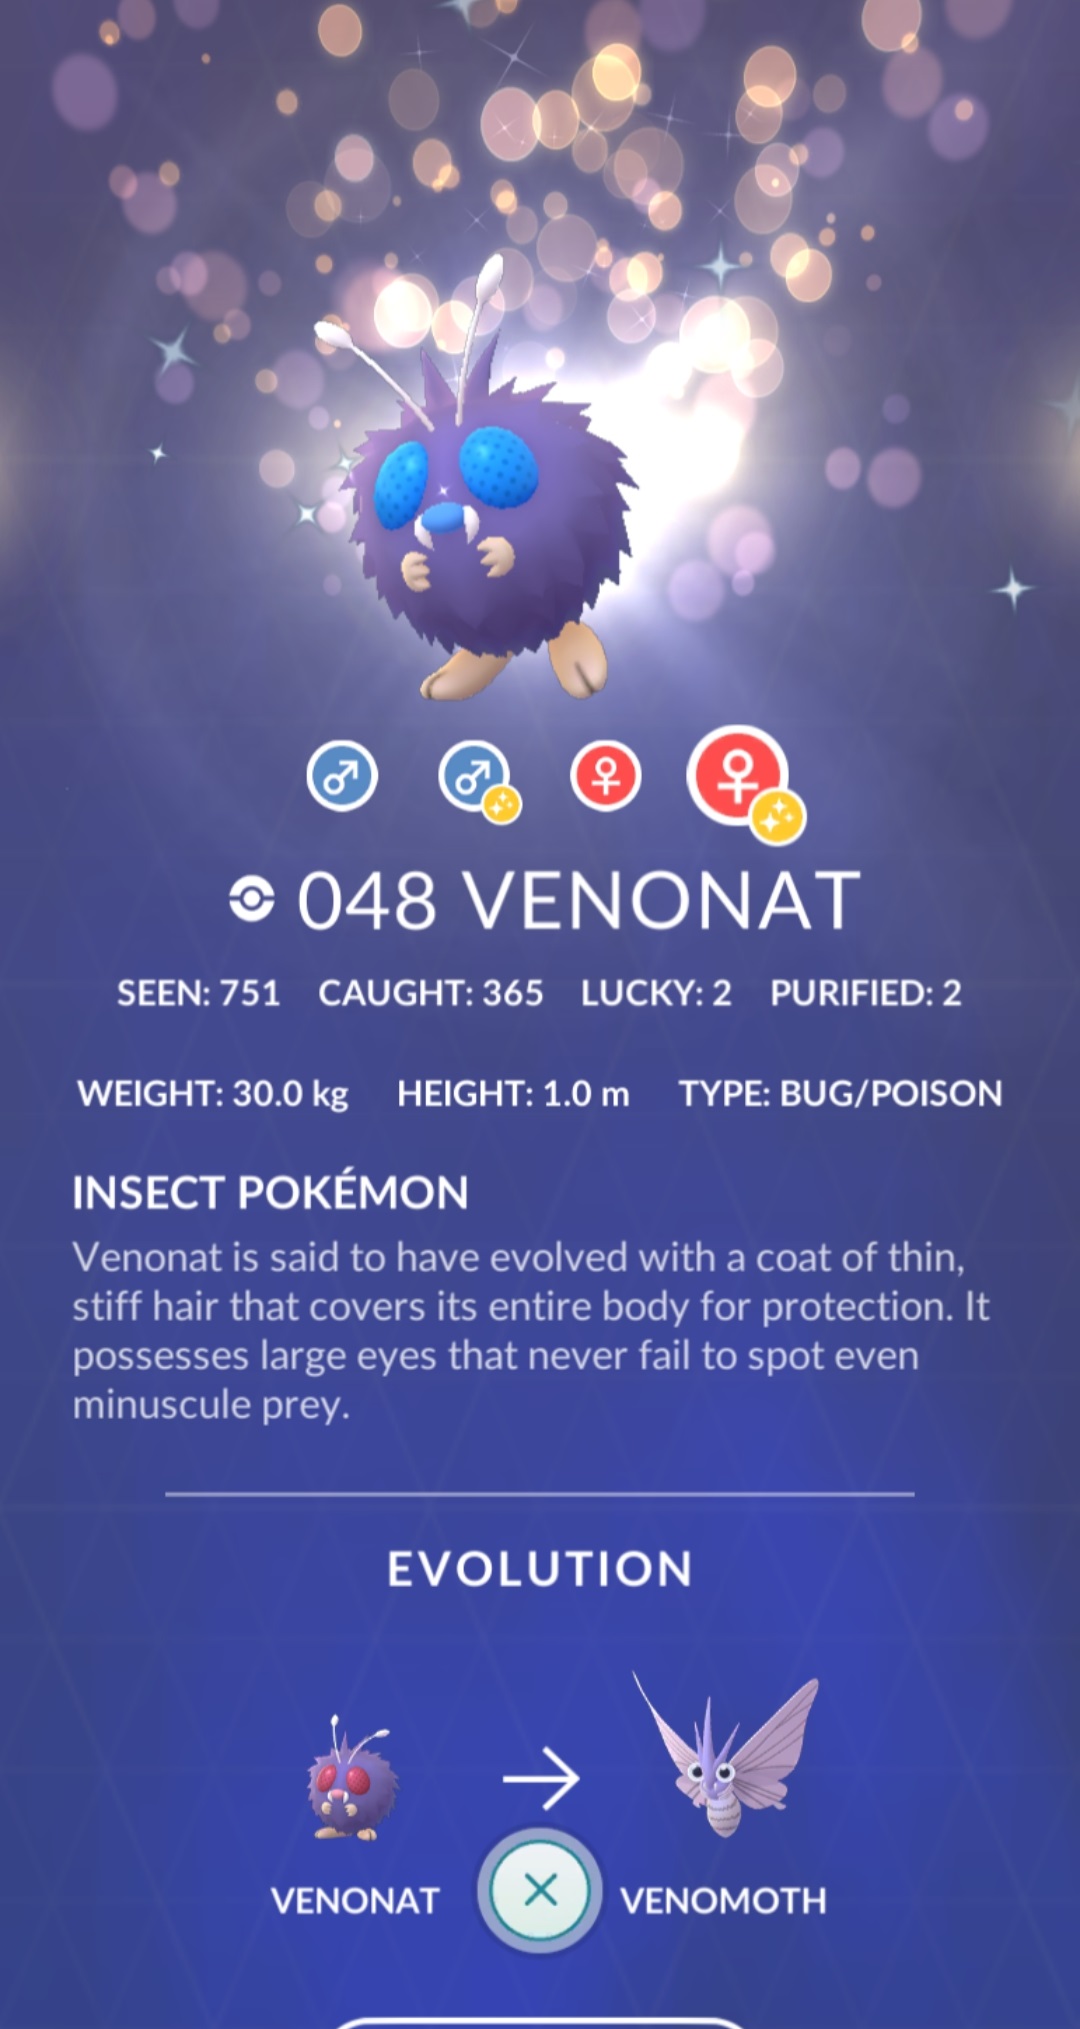 048 VENONAT
SEEN: 751 CAUGHT: 365 LUCKY: 2 PURIFIED: 2
WEIGHT: 30.0 kg HEIGHT: 1.0 m TYPE: BUG/POISON
INSECT POKÉMON
Venonat is said to have evolved with a coat of thin,
stiff hair that covers its entire body for protection. It
possesses large eyes that never fail to spot even
minuscule prey.
EVOLUTION
VENONAT VENOMOTH